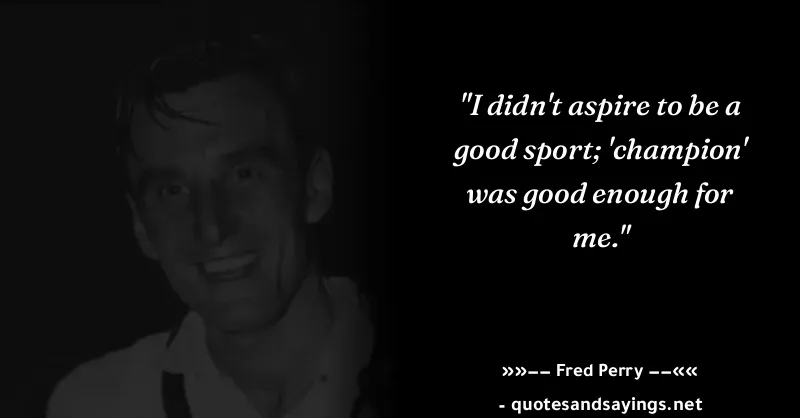 "I didn't aspire to be a
good sport; 'champion'
was good enough for
me."
»»−− Fred Perry −−««
- quotesandsayings.net